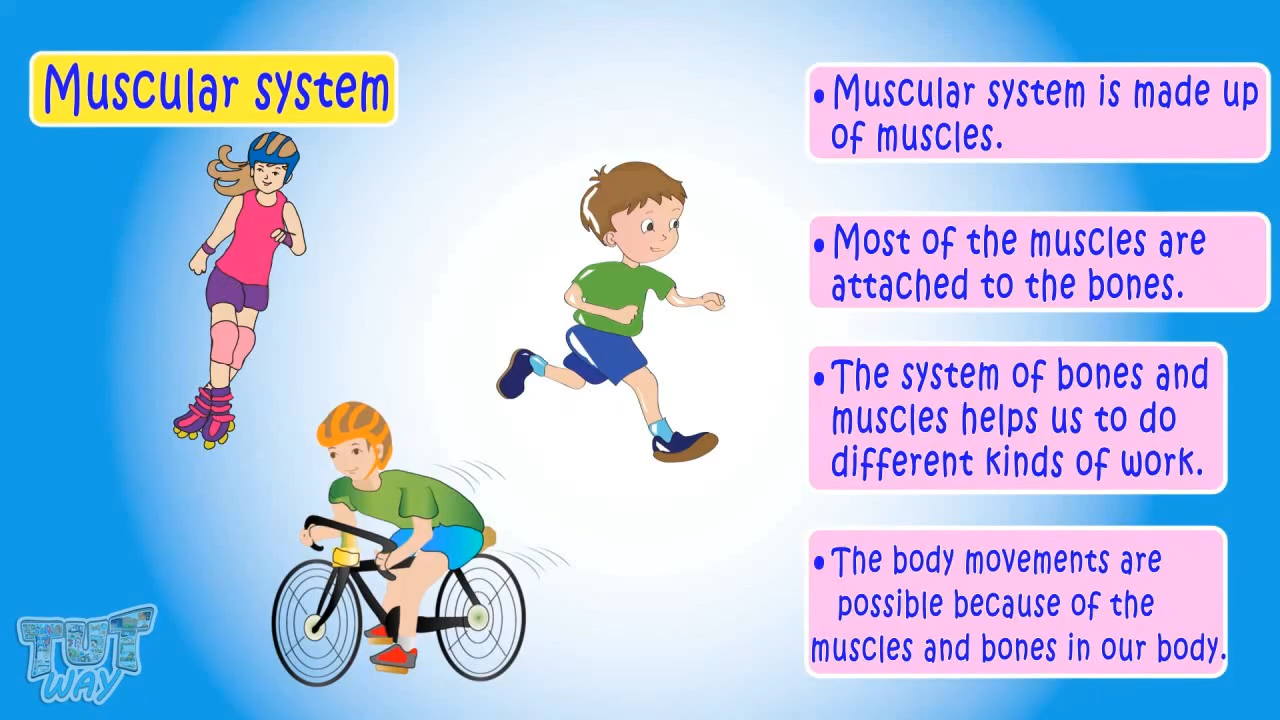 Muscular system
• Muscular system is made up
of muscles.
• Most of the muscles are
attached to the bones.
• The system of bones and
muscles helps us to do
different kinds of work.
• The body movements are
possible because of the
muscles and bones in our body.
TUT
WAY